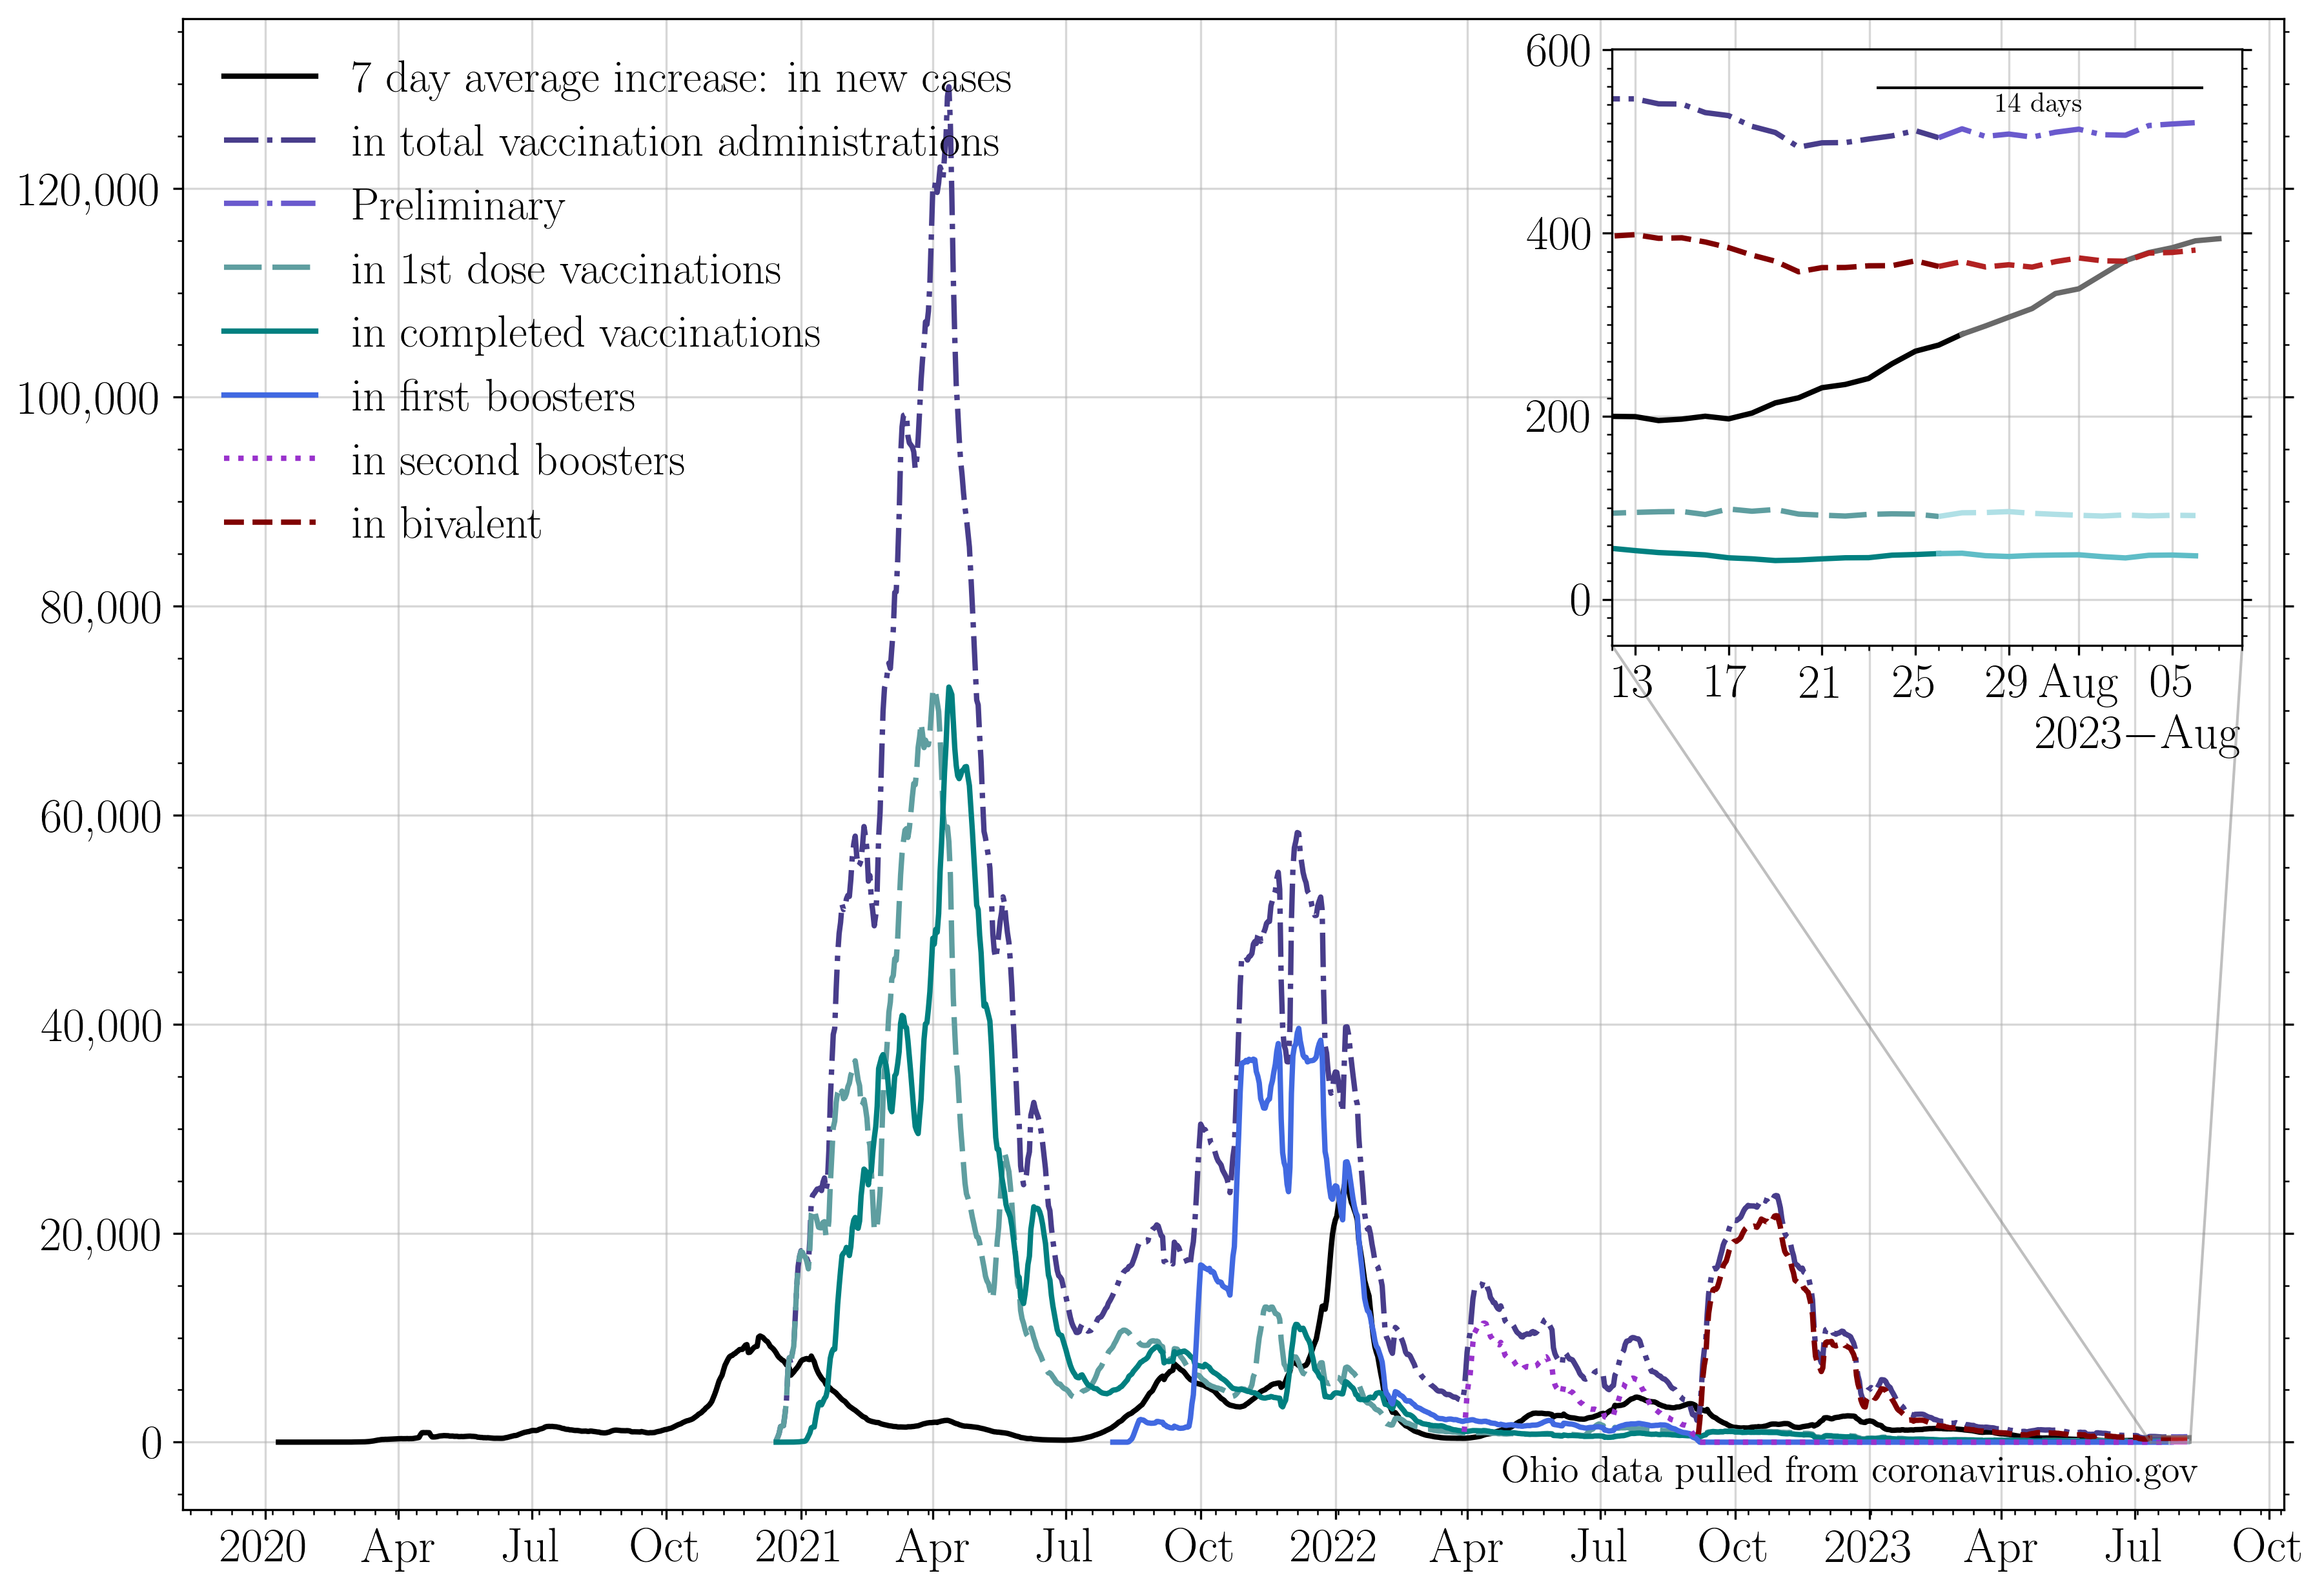 7 day average increase: in new cases
in total vaccination administrations
Preliminary
in 1st dose vaccinations
in completed vaccinations
in first boosters
in second boosters
in bivalent
120,000
100,000
80,000
60,000
40,000
20,000
0
600
400
200
0
14 days
13 17 21 25 29 Aug 05
2023−Aug
Ohio data pulled from coronavirus.ohio.gov
2020 Apr Jul Oct 2021 Apr Jul Oct 2022 Apr Jul Oct 2023 Apr Jul Oct